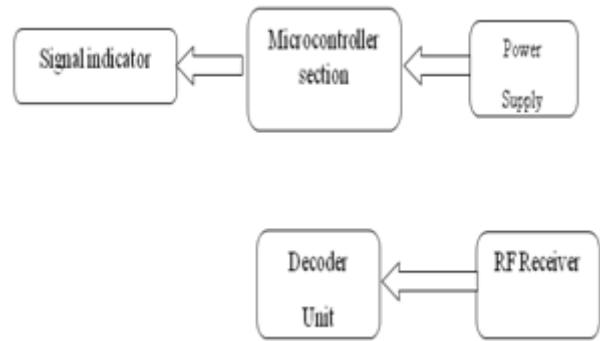 Signal indicator
Microcontroller
section
Power
Supply
Decoder
Unit
RF Receiver